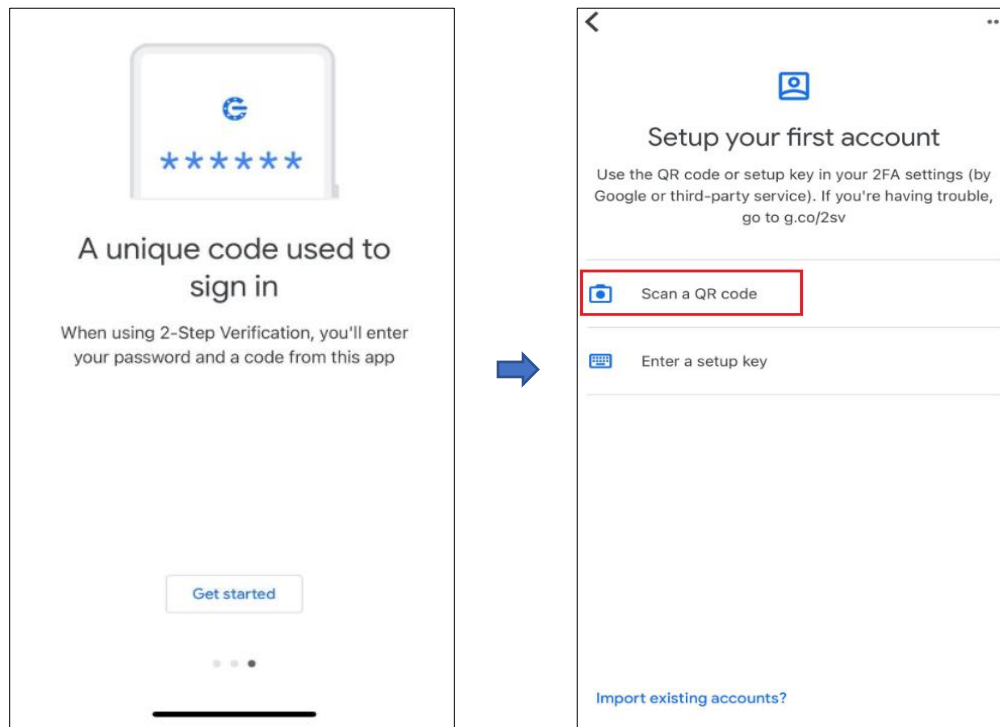 ******
A unique code used to
sign in
When using 2-Step Verification, you'll enter
your password and a code from this app
Get started
Setup your first account
Use the QR code or setup key in your 2FA settings (by
Google or third-party service). If you're having trouble,
go to g.co/2sv
Scan a QR code
Enter a setup key
Import existing accounts?